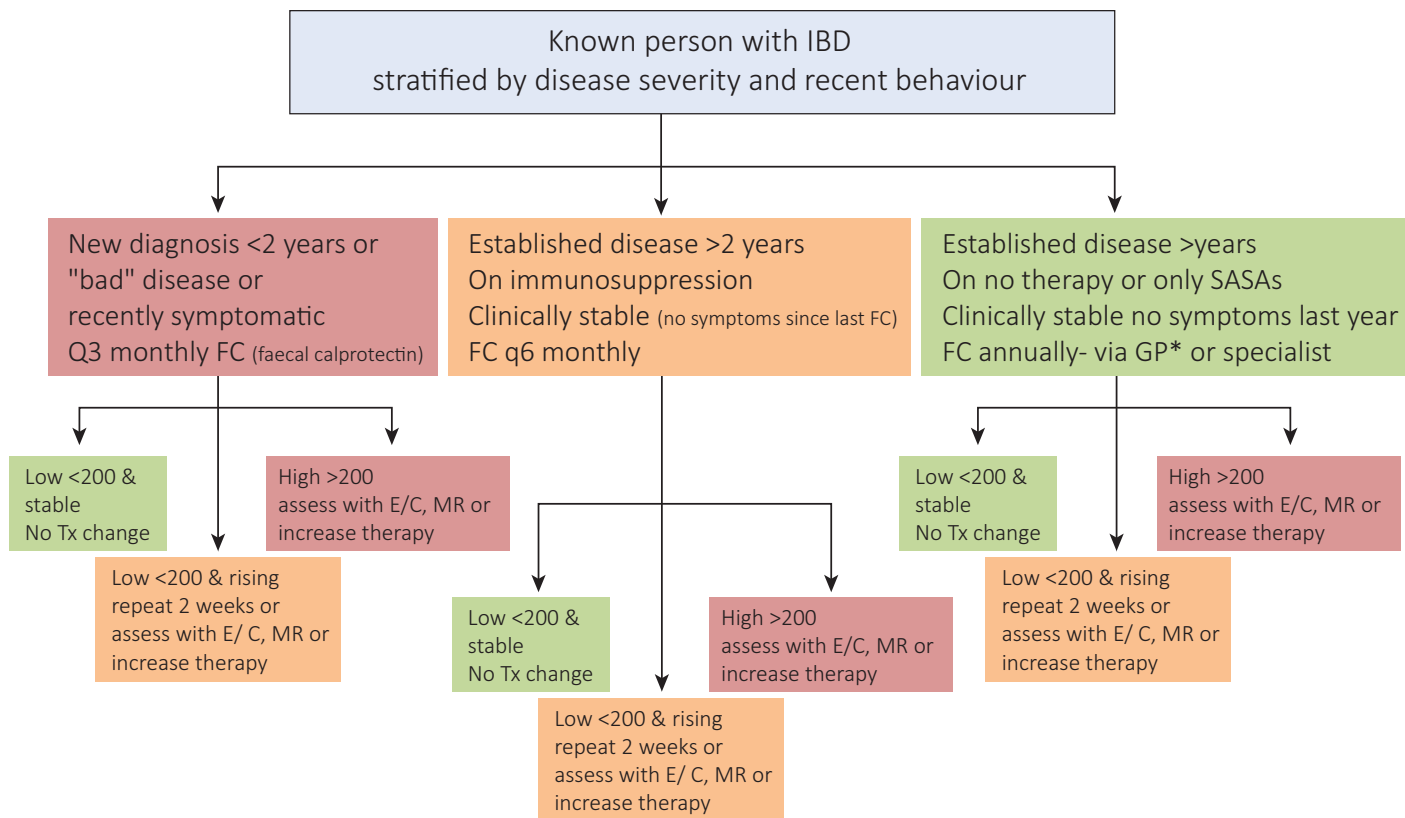 Known person with IBD
stratified by disease severity and recent behaviour
New diagnosis <2 years or
"bad" disease or
recently symptomatic
Q3 monthly FC (faecal calprotectin)
Established disease >2 years
On immunosuppression
Clinically stable (no symptoms since last FC)
FC q6 monthly
Established disease >years
On no therapy or only SASAs
Clinically stable no symptoms last year
FC annually- via GP* or specialist
Low <200 &
stable
No Tx change
High >200
assess with E/C, MR or
increase therapy
Low <200 & rising
repeat 2 weeks or
assess with E/ C, MR or
increase therapy
Low <200 &
stable
No Tx change
High >200
assess with E/C, MR or
increase therapy
Low <200 & rising
repeat 2 weeks or
assess with E/ C, MR or
increase therapy
Low <200 &
stable
No Tx change
High >200
assess with E/C, MR or
increase therapy
Low <200 & rising
repeat 2 weeks or
assess with E/ C, MR or
increase therapy